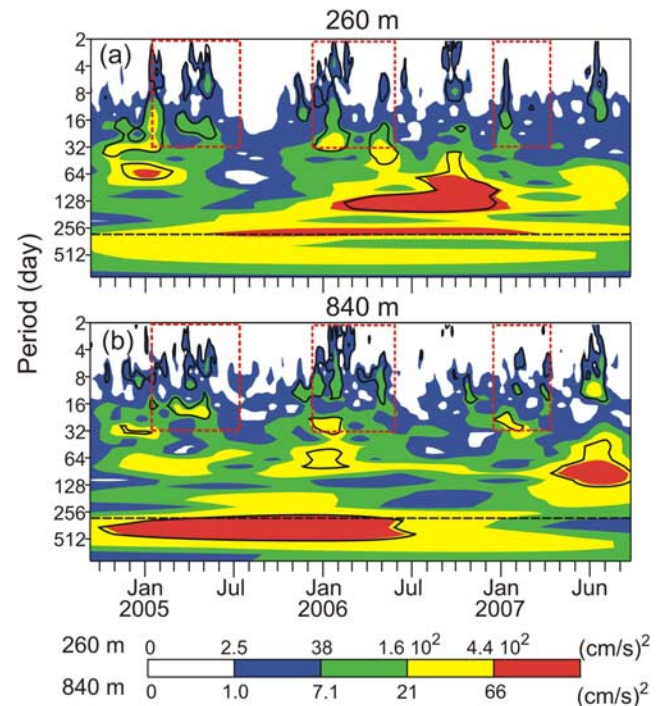 260 m
(a)
2
4
8
16
32
64
128
256
512
840 m
(b)
2
4
8
16
32
64
128
256
512
Period (day)
Jan Jul Jan Jul Jan Jun
2005 2006 2007
260 m 0 2.5 38 1.6 10² 4.4 10² (cm/s)²
840 m 0 1.0 7.1 21 66 (cm/s)²